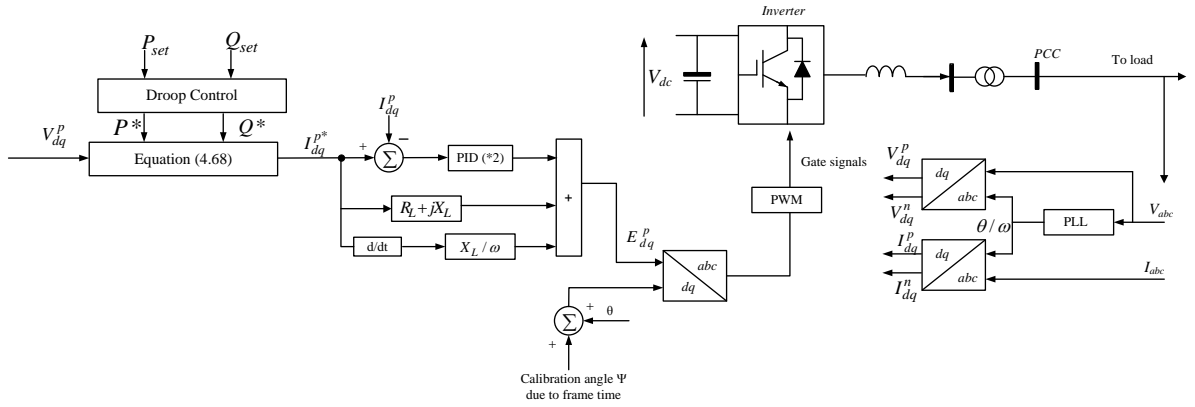 Inverter
P_set
Q_set
Droop Control
P*
Q*
V_dq^p
Equation (4.68)
I_dq^p*
I_dq^p
+
−
Σ
PID (*2)
R_L + jX_L
d/dt
X_L / ω
+
E_dq^p
abc
dq
Σ
+
θ
+
Calibration angle Ψ
due to frame time
V_dc
PCC
To load
Gate signals
PWM
V_dq^p
V_dq^n
dq
abc
θ/ω
PLL
V_abc
I_dq^p
I_dq^n
dq
abc
I_abc